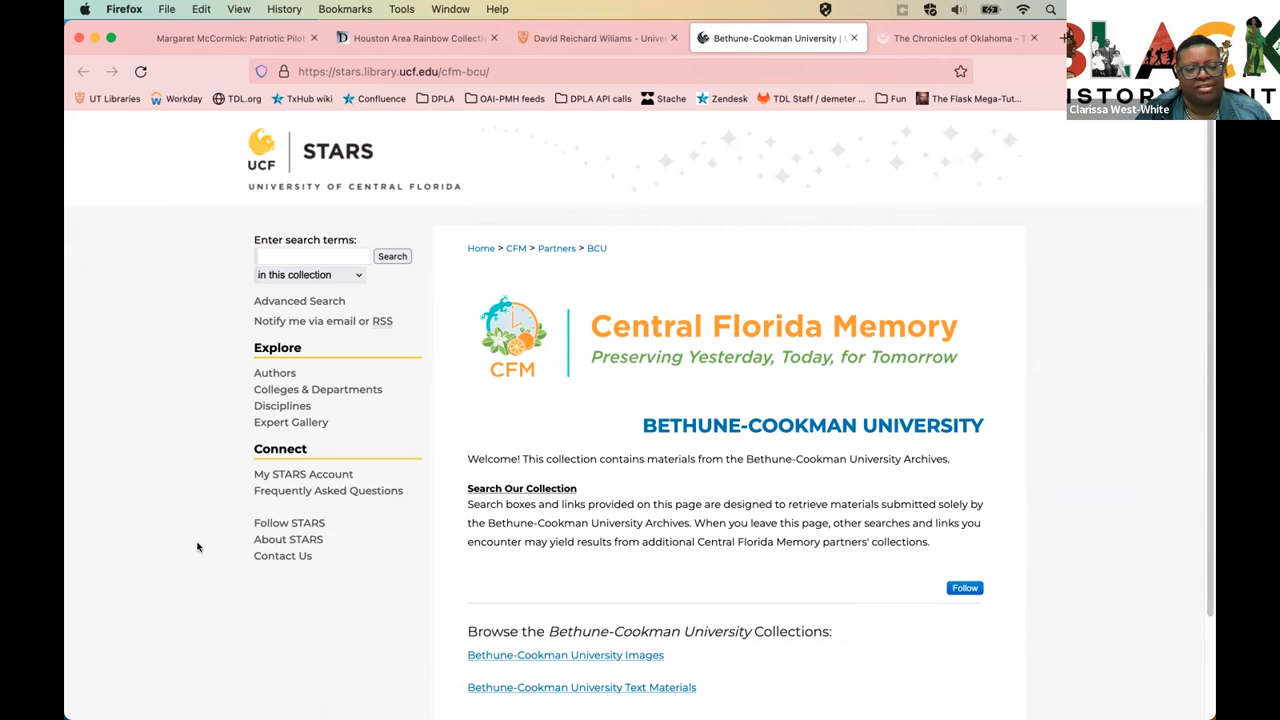 Firefox File Edit View History Bookmarks Tools Window Help
Margaret McCormick: Patriotic Pilot
Houston Area Rainbow Collectiv
David Reichard Wiliams - Univer
Bethune-Cookman University |
The Chronicles of Oklahoma - T
https://stars.library.ucf.edu/cfm-bcu/
UT Libraries Workday TDL.org TxHub wiki Confluence DPLA OAI-PMH feeds DPLA API calls Stache Zendesk TDL Staff / demeter ... Fun The Flask Mega-Tut...
BLACK
Clarissa West-White
UCF STARS
UNIVERSITY OF CENTRAL FLORIDA
Enter search terms:
Search
in this collection
Advanced Search
Notify me via email or RSS
Explore
Authors
Colleges & Departments
Disciplines
Expert Gallery
Connect
My STARS Account
Frequently Asked Questions
Follow STARS
About STARS
Contact Us
Home > CFM > Partners > BCU
CFM
Central Florida Memory
Preserving Yesterday, Today, for Tomorrow
BETHUNE-COOKMAN UNIVERSITY
Welcome! This collection contains materials from the Bethune-Cookman University Archives.
Search Our Collection
Search boxes and links provided on this page are designed to retrieve materials submitted solely by
the Bethune-Cookman University Archives. When you leave this page, other searches and links you
encounter may yield results from additional Central Florida Memory partners' collections.
Follow
Browse the Bethune-Cookman University Collections:
Bethune-Cookman University Images
Bethune-Cookman University Text Materials